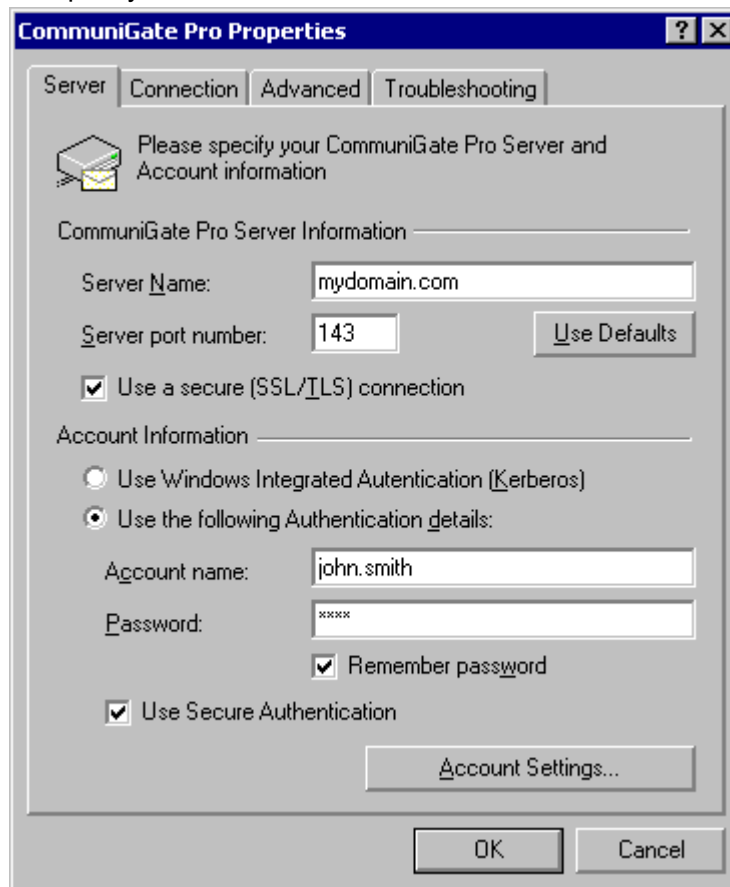 CommuniGate Pro Properties
Server Connection Advanced Troubleshooting
Please specify your CommuniGate Pro Server and
Account information
CommuniGate Pro Server Information
Server Name: mydomain.com
Server port number: 143 Use Defaults
Use a secure (SSL/TLS) connection
Account Information
Use Windows Integrated Autentication (Kerberos)
Use the following Authentication details:
Account name: john.smith
Password: ****
Remember password
Use Secure Authentication
Account Settings...
OK Cancel